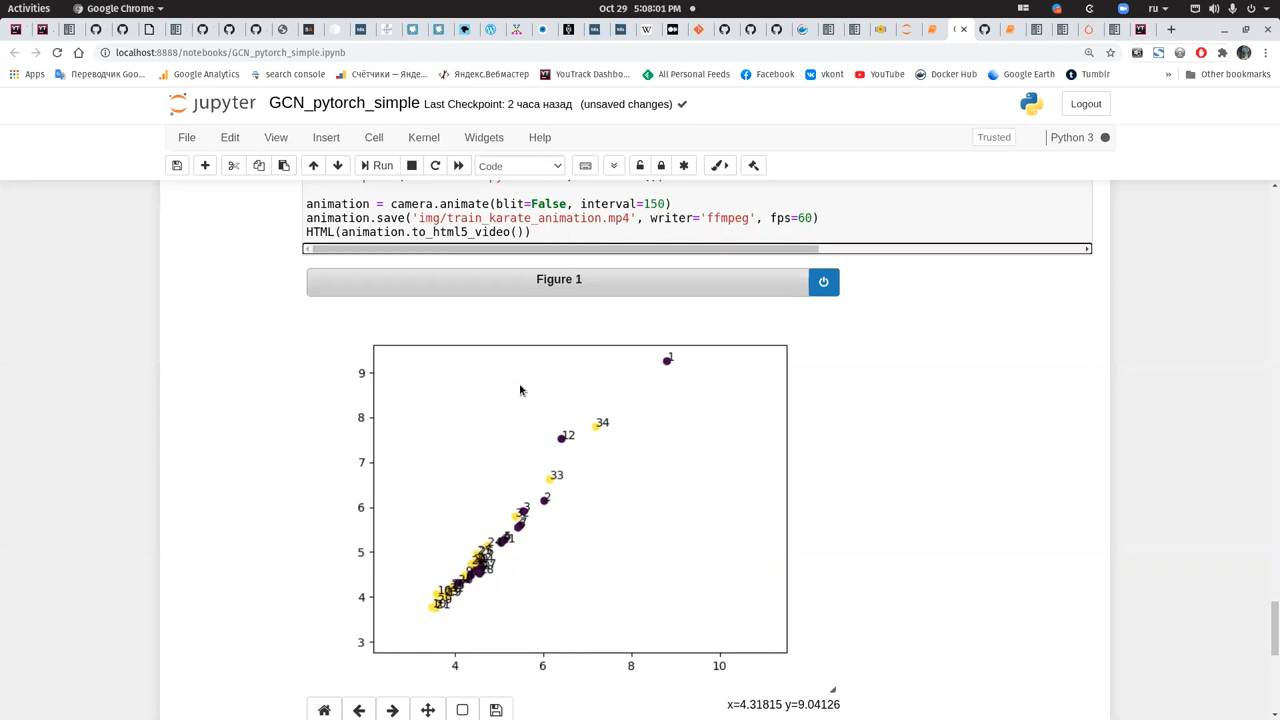 Activities
Google Chrome
Oct 29 5:08:01 PM
ru
localhost:8888/notebooks/GCN_pytorch_simple.ipynb
Apps
Переводчик Goo...
Google Analytics
search console
Счётчики — Янде...
Яндекс.Вебмастер
YouTrack Dashbo...
All Personal Feeds
Facebook
vkont
YouTube
Docker Hub
Google Earth
Tumblr
»
Other bookmarks
jupyter
GCN_pytorch_simple
Last Checkpoint: 2 часа назад
(unsaved changes)
Logout
File
Edit
View
Insert
Cell
Kernel
Widgets
Help
Trusted
Python 3
Run
Code
animation = camera.animate(blit=False, interval=150)
animation.save('img/train_karate_animation.mp4', writer='ffmpeg', fps=60)
HTML(animation.to_html5_video())
Figure 1
1
9
34
8
12
7
33
2
6
3
5
4
3
4
6
8
10
x=4.31815 y=9.04126